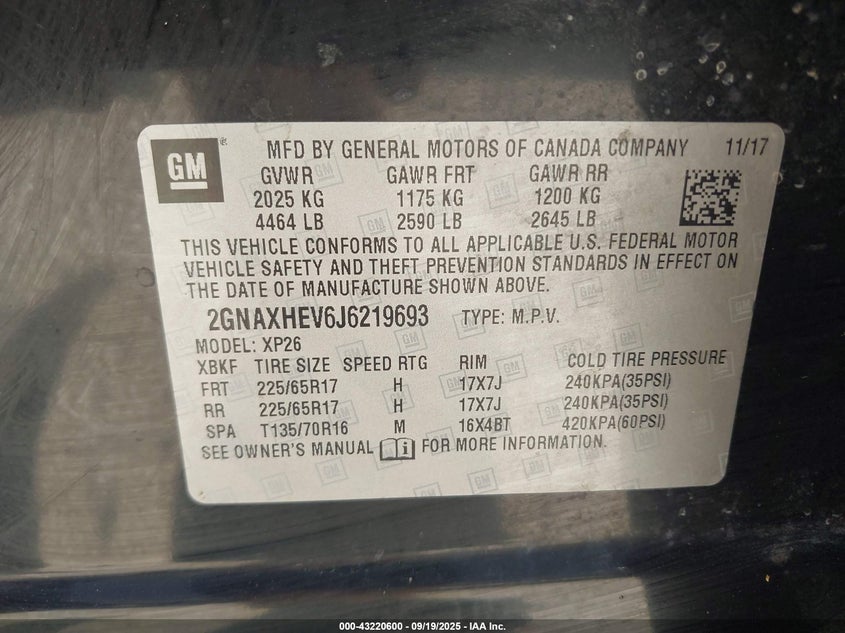 GM ® MFD BY GENERAL MOTORS OF CANADA COMPANY 11/17
GVWR GAWR FRT GAWR RR
2025 KG 1175 KG 1200 KG
4464 LB 2590 LB 2645 LB
THIS VEHICLE CONFORMS TO ALL APPLICABLE U.S. FEDERAL MOTOR
VEHICLE SAFETY AND THEFT PREVENTION STANDARDS IN EFFECT ON
THE DATE OF MANUFACTURE SHOWN ABOVE.
2GNAXHEV6J6219693 TYPE: M.P.V.
MODEL: XP26
XBKF TIRE SIZE SPEED RTG RIM COLD TIRE PRESSURE
FRT 225/65R17 H 17X7J 240KPA(35PSI)
RR 225/65R17 H 17X7J 240KPA(35PSI)
SPA T135/70R16 M 16X4BT 420KPA(60PSI)
SEE OWNER'S MANUAL FOR MORE INFORMATION.
000-43220600 - 09/19/2025 - IAA Inc.